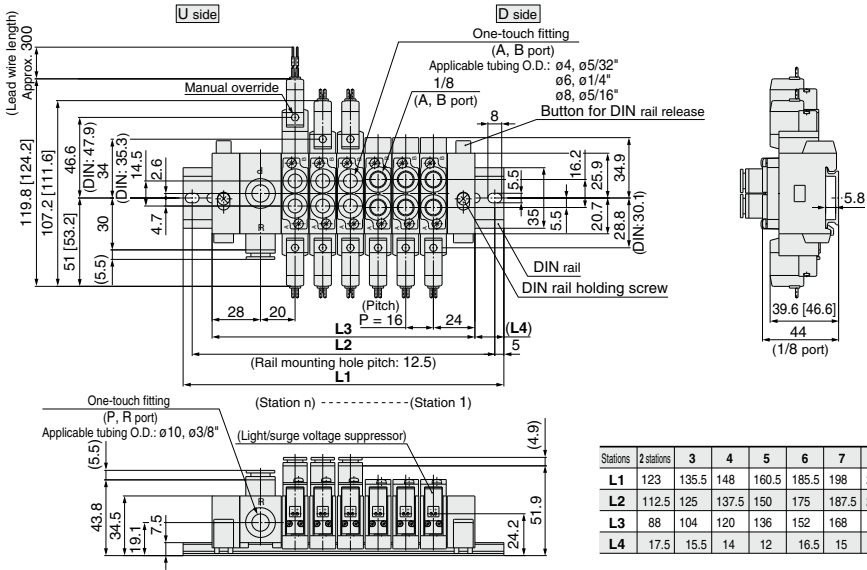 U side
D side
(Lead wire length)
Approx. 300
One-touch fitting
(A, B port)
Applicable tubing O.D.: ø4, ø5/32"
ø6, ø1/4"
ø8, ø5/16"
Manual override
1/8
(A, B port)
Button for DIN rail release
8
119.8 [124.2]
107.2 [111.6]
46.6
(DIN: 47.9)
34
(DIN: 35.3)
14.5
2.6
4.7
30
51 [53.2]
(5.5)
P
R
5.5
16.2
25.9
34.9
35
5.5
20.7
28.8
(DIN:30.1)
5.8
DIN rail
DIN rail holding screw
28
20
(Pitch)
P = 16
24
L3
(L4)
L2
5
(Rail mounting hole pitch: 12.5)
L1
39.6 [46.6]
44
(1/8 port)
One-touch fitting
(P, R port)
Applicable tubing O.D.: ø10, ø3/8"
(Station n) - - - - - - - - - - - - (Station 1)
(Light/surge voltage suppressor)
(5.5)
43.8
34.5
19.1
7.5
(4.9)
51.9
24.2
Stations 2 stations 3 4 5 6 7
L1 123 135.5 148 160.5 185.5 198
L2 112.5 125 137.5 150 175 187.5
L3 88 104 120 136 152 168
L4 17.5 15.5 14 12 16.5 15